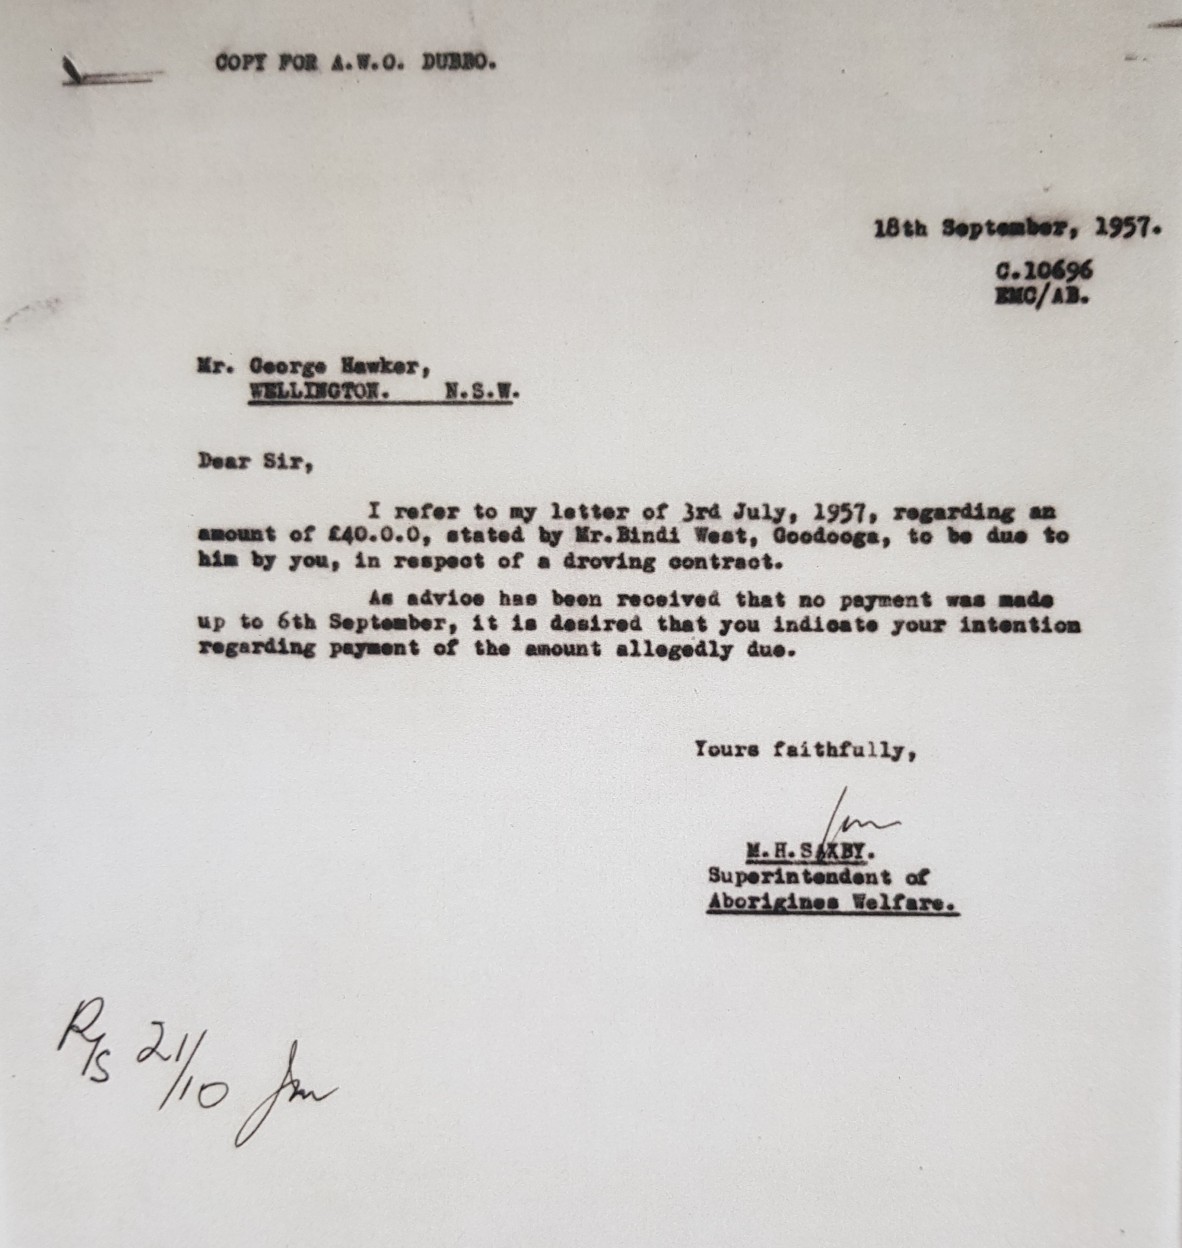 COPY FOR A.W.O. DUBBO.
18th September, 1957.
C.10696
EMC/AB.
Mr. George Hawker,
WELLINGTON. N.S.W.
Dear Sir,
I refer to my letter of 3rd July, 1957, regarding an
amount of £40.0.0, stated by Mr.Bindi West, Goodooga, to be due to
him by you, in respect of a droving contract.
As advice has been received that no payment was made
up to 6th September, it is desired that you indicate your intention
regarding payment of the amount allegedly due.
Yours faithfully,
M.H.SAXBY.
Superintendent of
Aborigines Welfare.
R/S 21/10